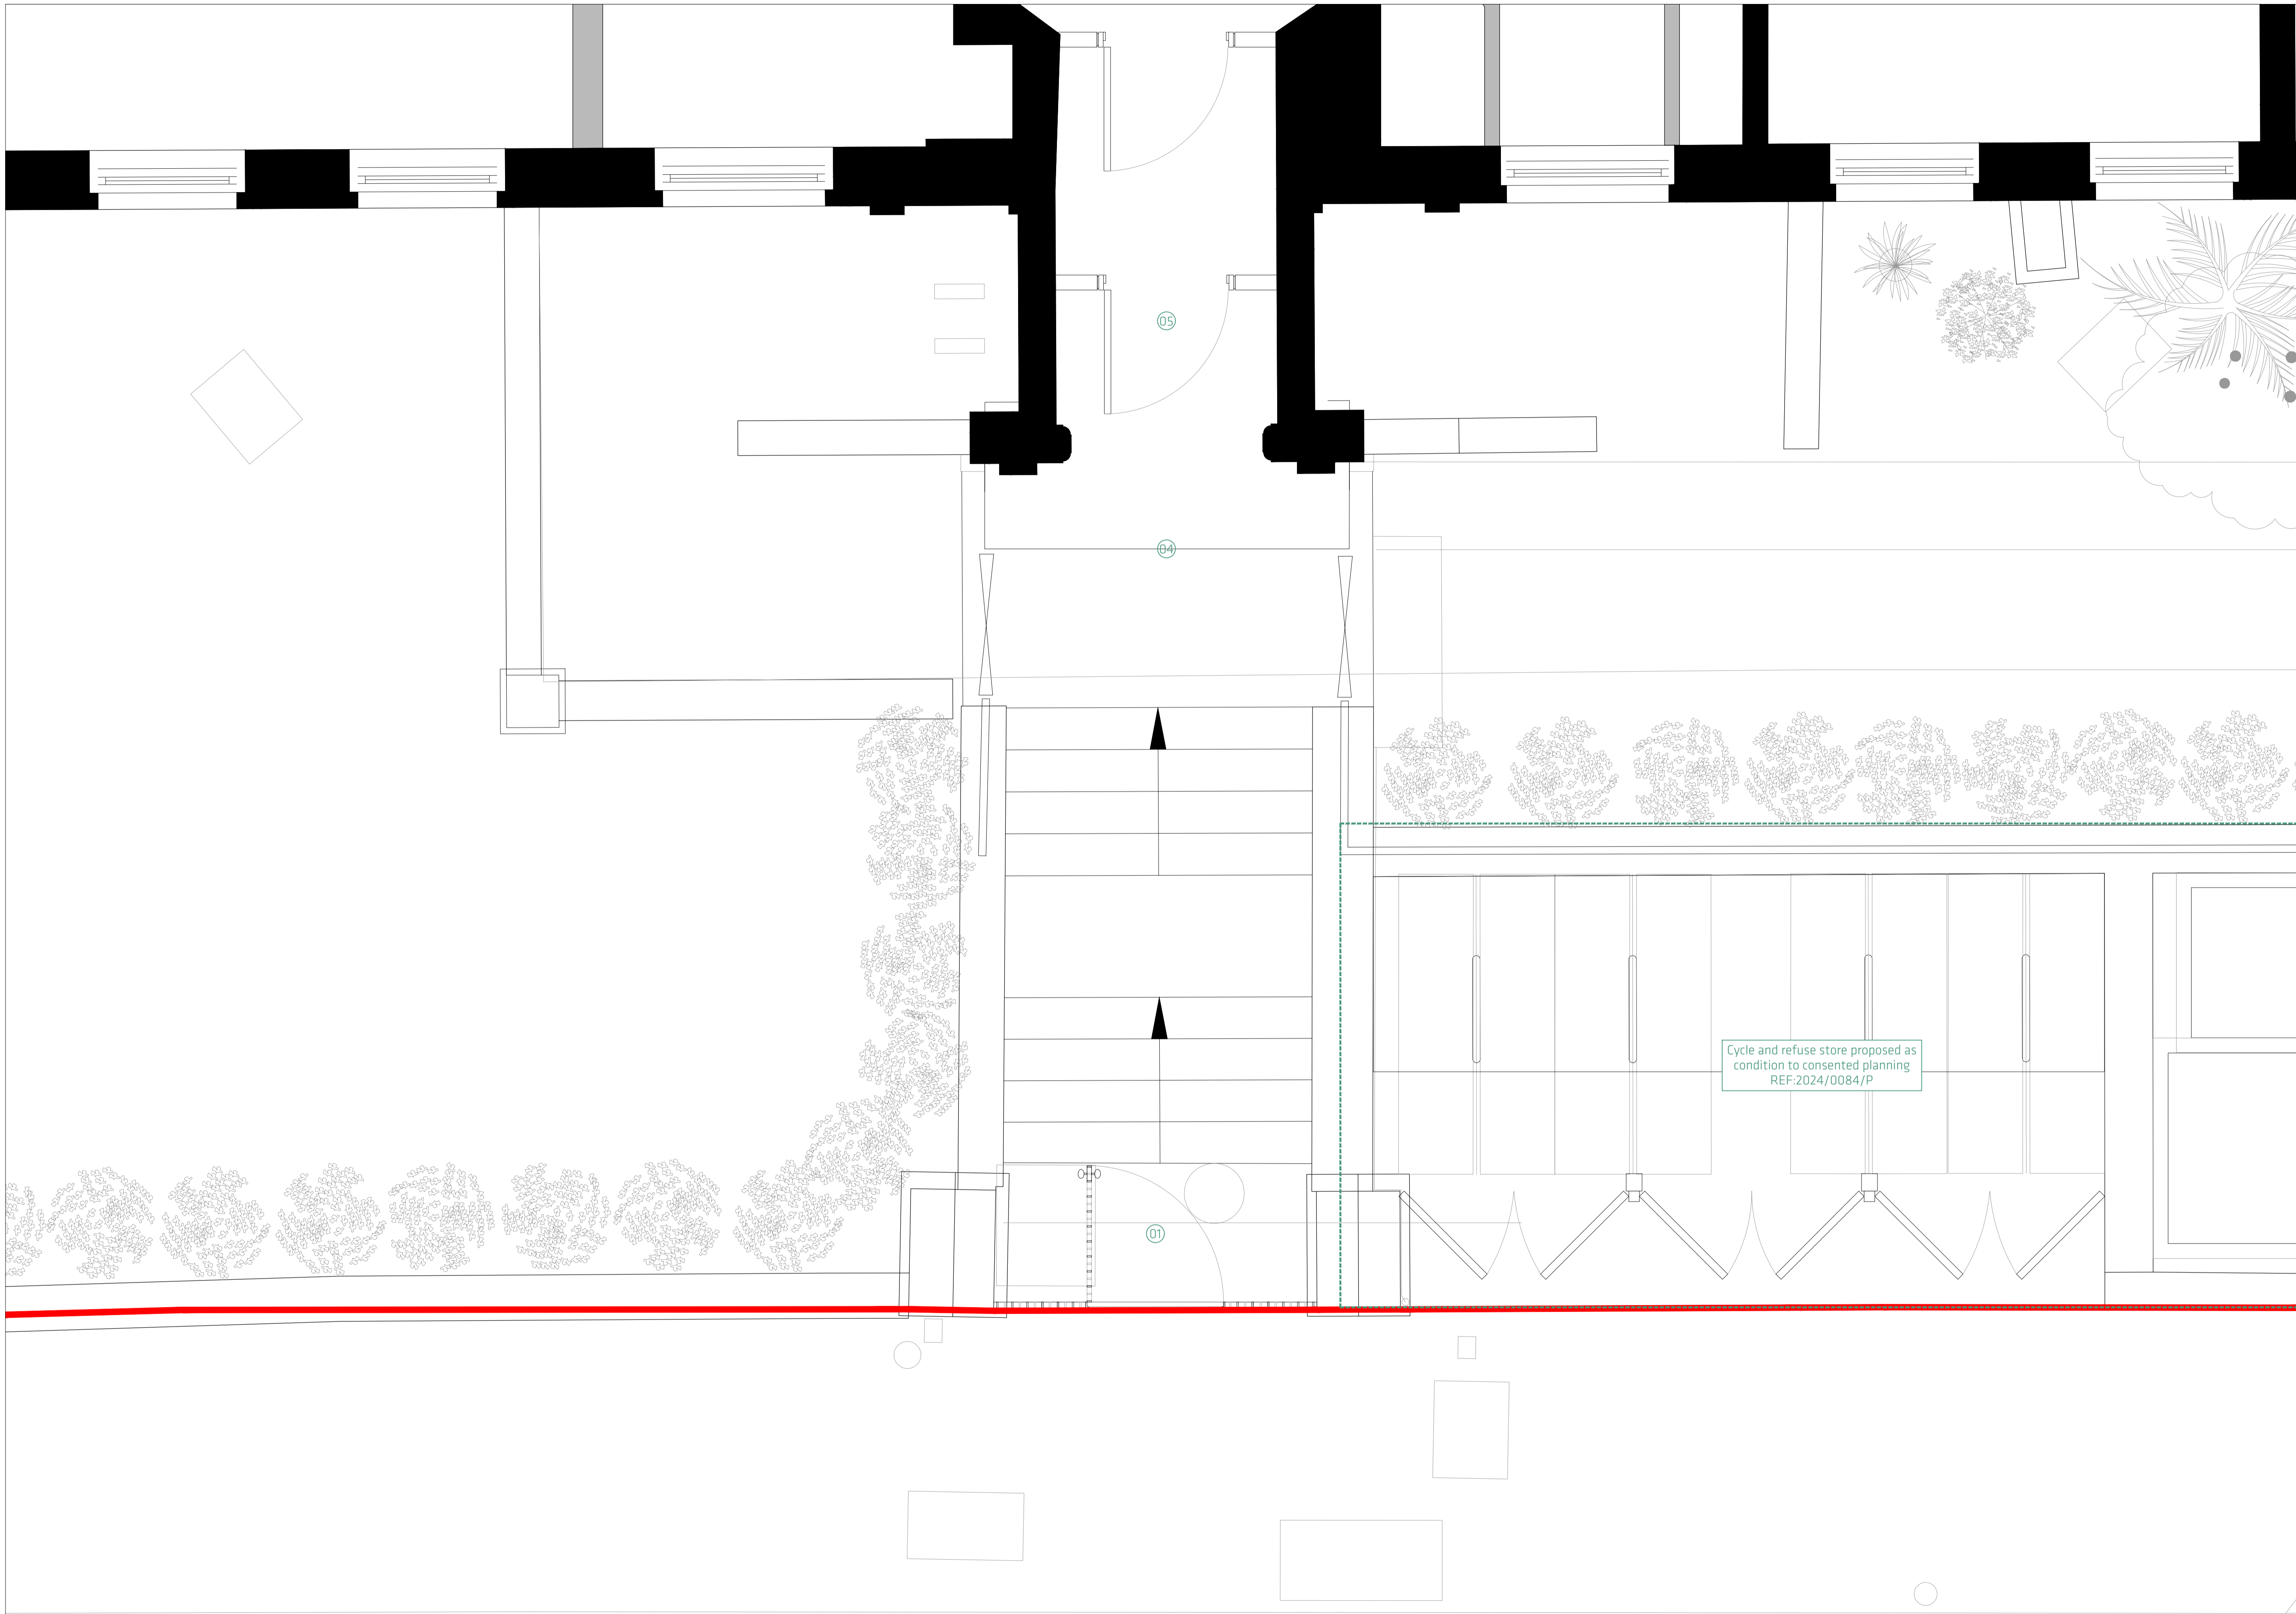 05
04
Cycle and refuse store proposed as
condition to consented planning
REF:2024/0084/P
01